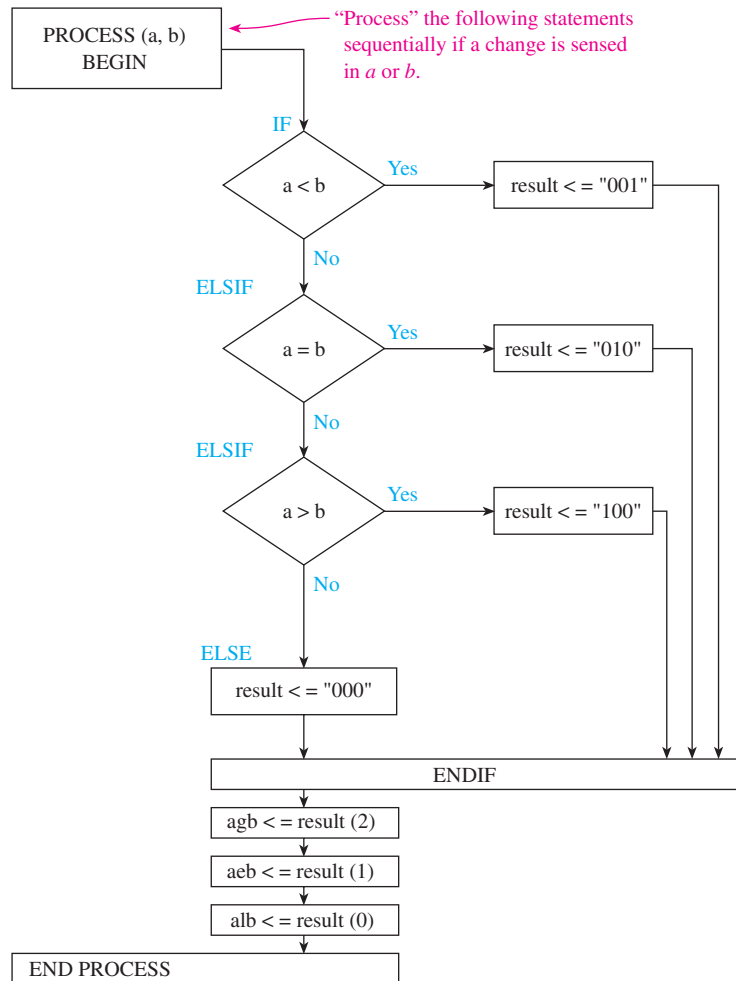 PROCESS (a, b)
BEGIN
“Process” the following statements
sequentially if a change is sensed
in a or b.
IF
a < b
Yes
result < = "001"
No
ELSIF
a = b
Yes
result < = "010"
No
ELSIF
a > b
Yes
result < = "100"
No
ELSE
result < = "000"
ENDIF
agb < = result (2)
aeb < = result (1)
alb < = result (0)
END PROCESS